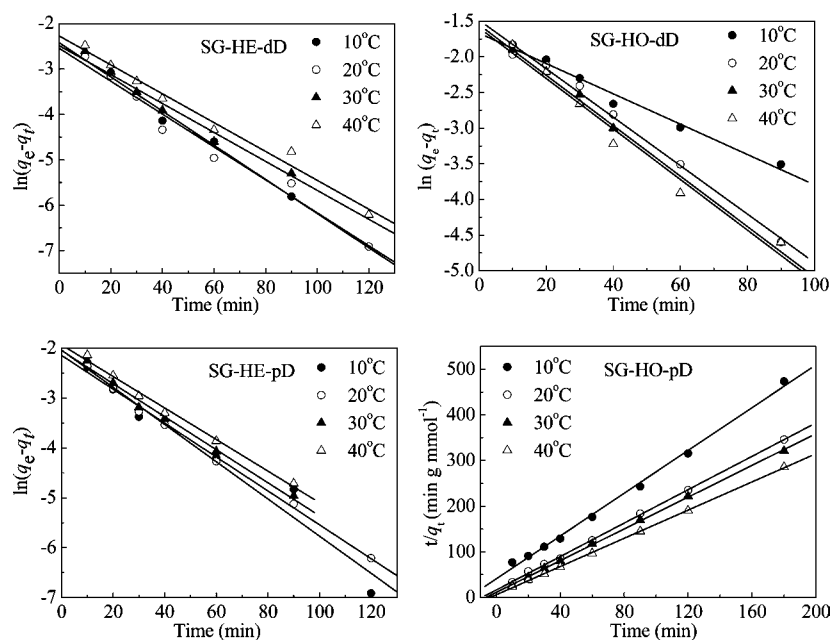 SG-HE-dD
10°C
20°C
30°C
40°C
ln(qe-qt)
-2
-3
-4
-5
-6
-7
0 20 40 60 80 100 120
Time (min)
SG-HO-dD
10°C
20°C
30°C
40°C
ln (qe-qt)
-1.5
-2.0
-2.5
-3.0
-3.5
-4.0
-4.5
-5.0
0 20 40 60 80 100
Time (min)
SG-HE-pD
10°C
20°C
30°C
40°C
ln(qe-qt)
-2
-3
-4
-5
-6
-7
0 20 40 60 80 100 120
Time (min)
SG-HO-pD
10°C
20°C
30°C
40°C
t/qt (min g mmol-1)
500
400
300
200
100
0
0 40 80 120 160 200
Time (min)